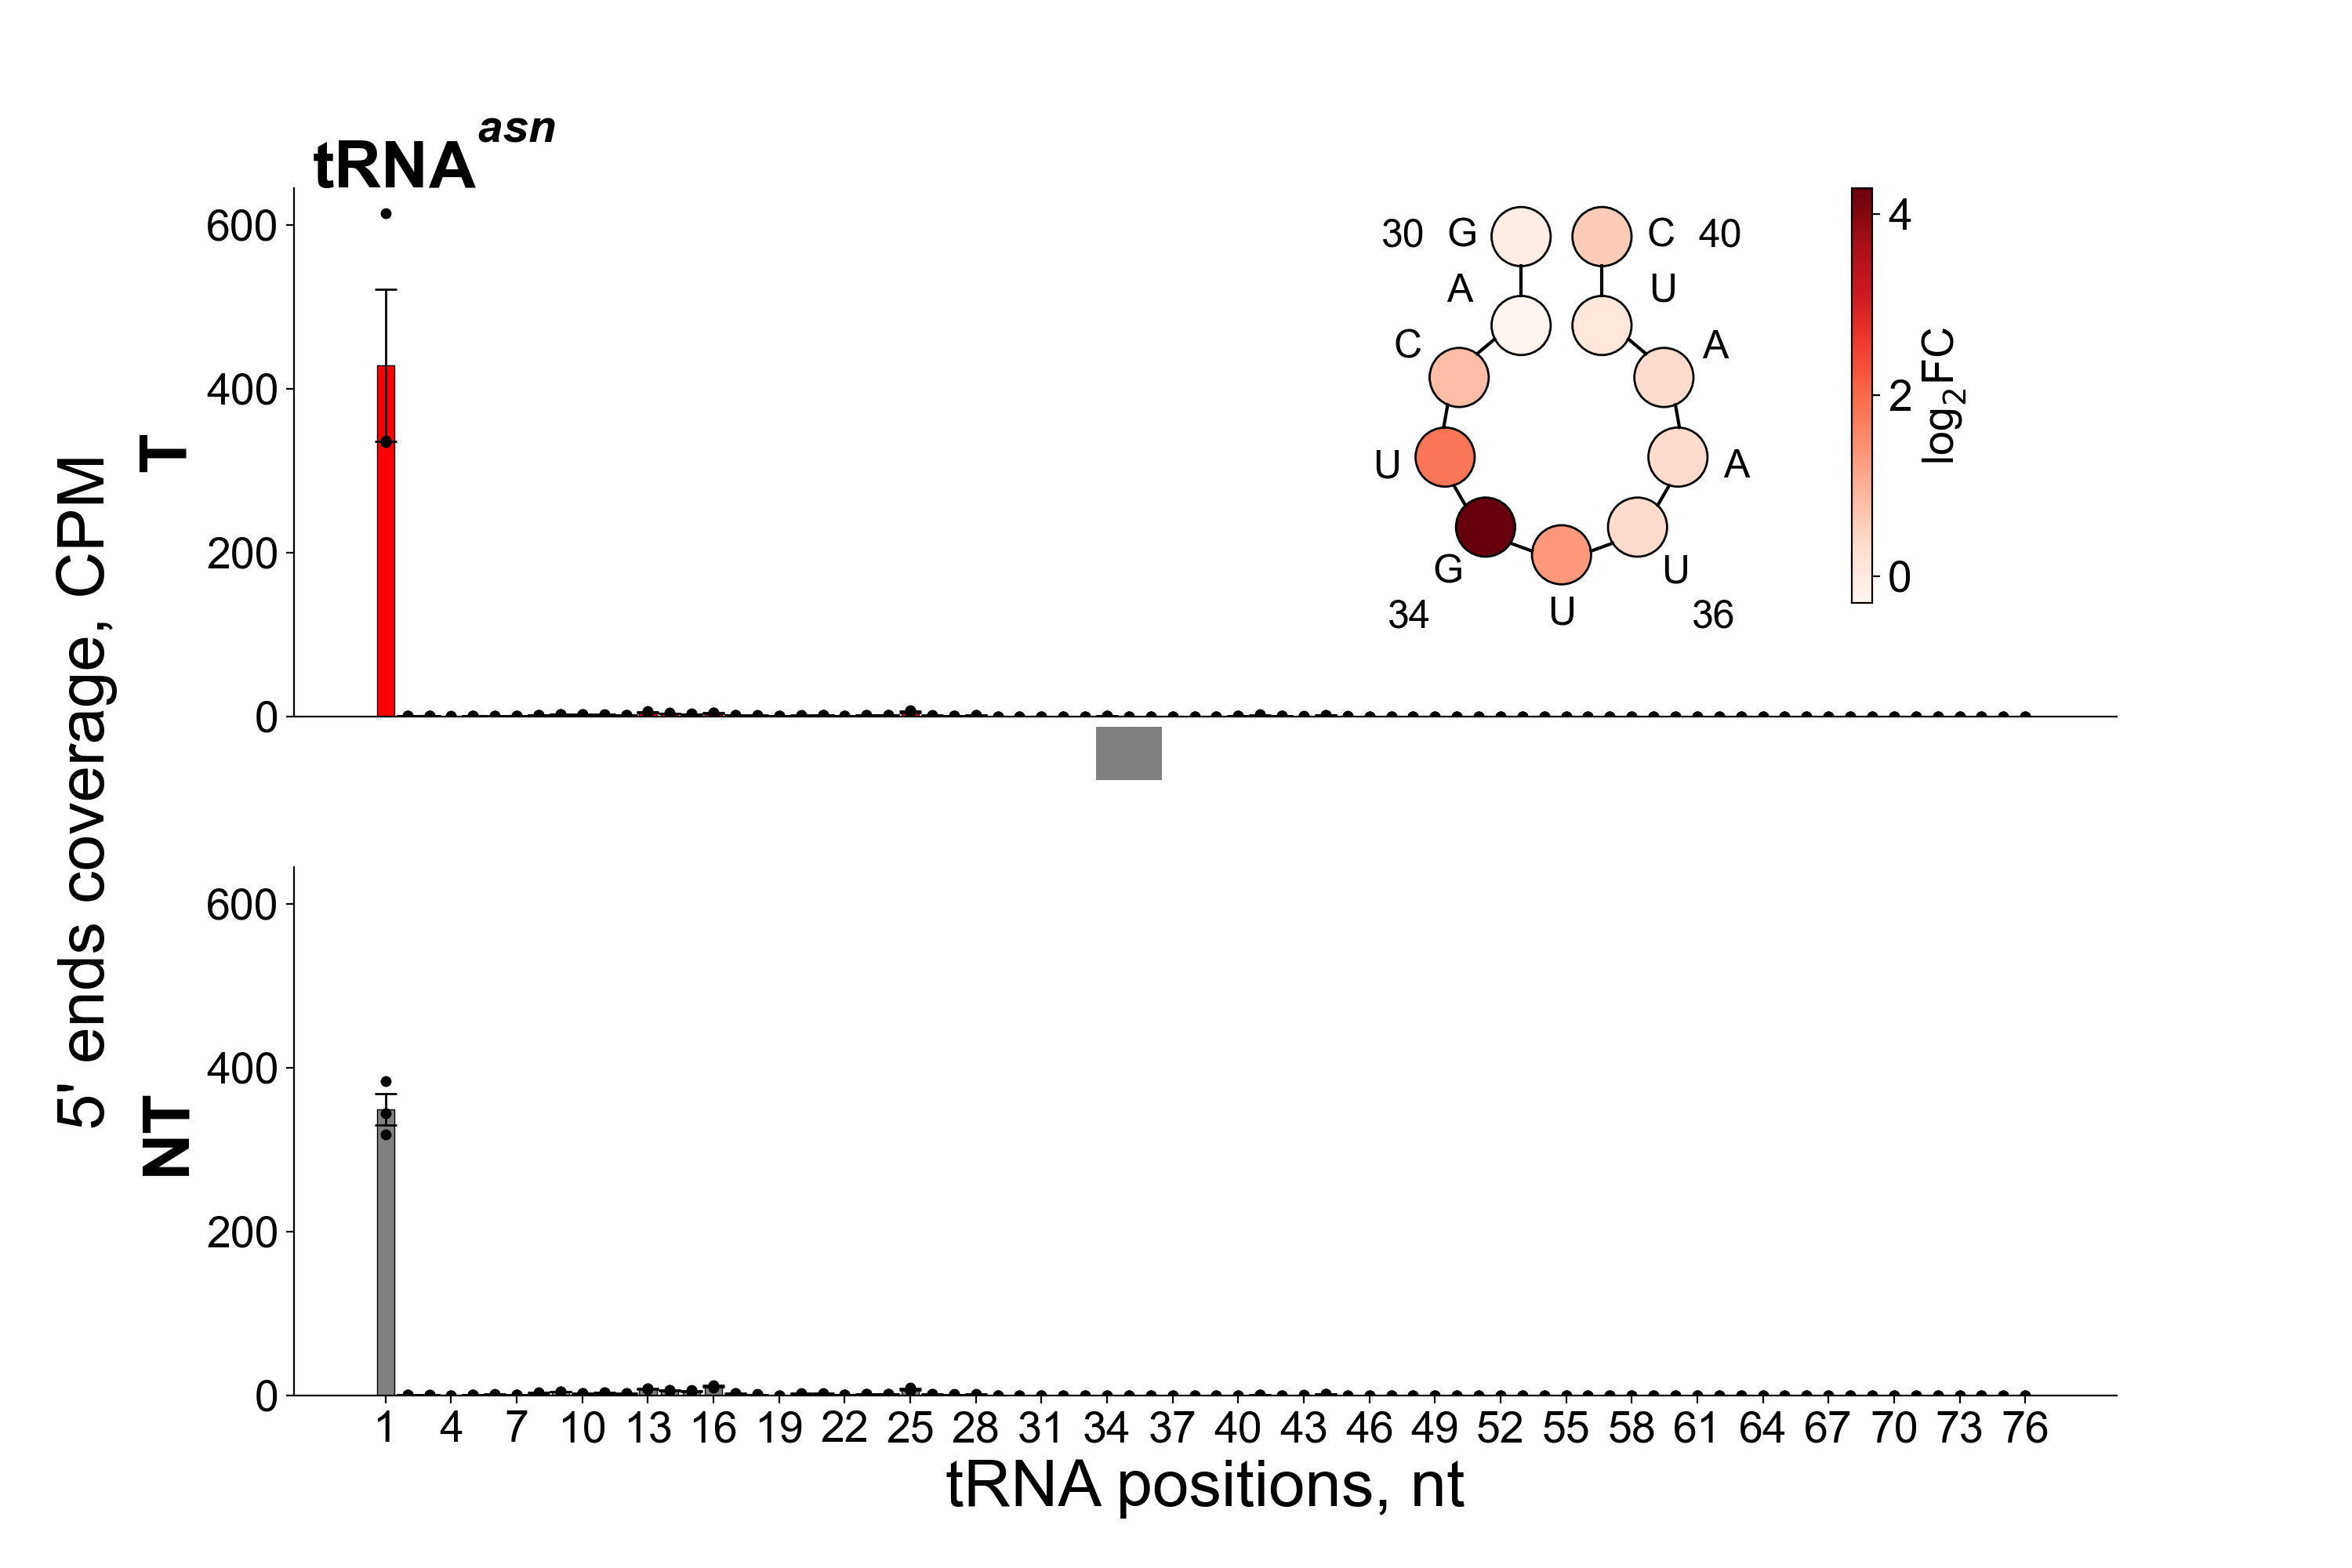 tRNA^asn
5' ends coverage, CPM
T
600
400
200
0
30 G C 40
A U
C A
U A
G U
34 U 36
4
2
0
log₂FC
NT
600
400
200
0
1 4 7 10 13 16 19 22 25 28 31 34 37 40 43 46 49 52 55 58 61 64 67 70 73 76
tRNA positions, nt